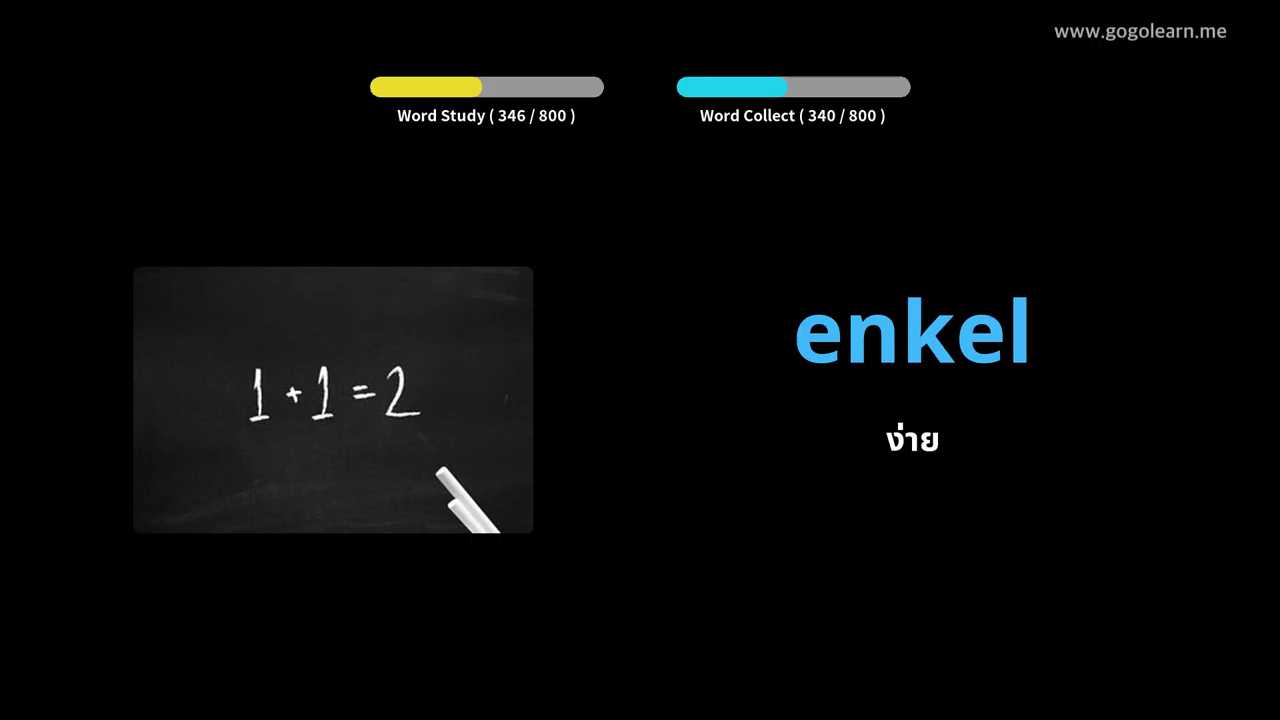 www.gogolearn.me
Word Study ( 346 / 800 )
Word Collect ( 340 / 800 )
1 + 1 = 2
enkel
ง่าย